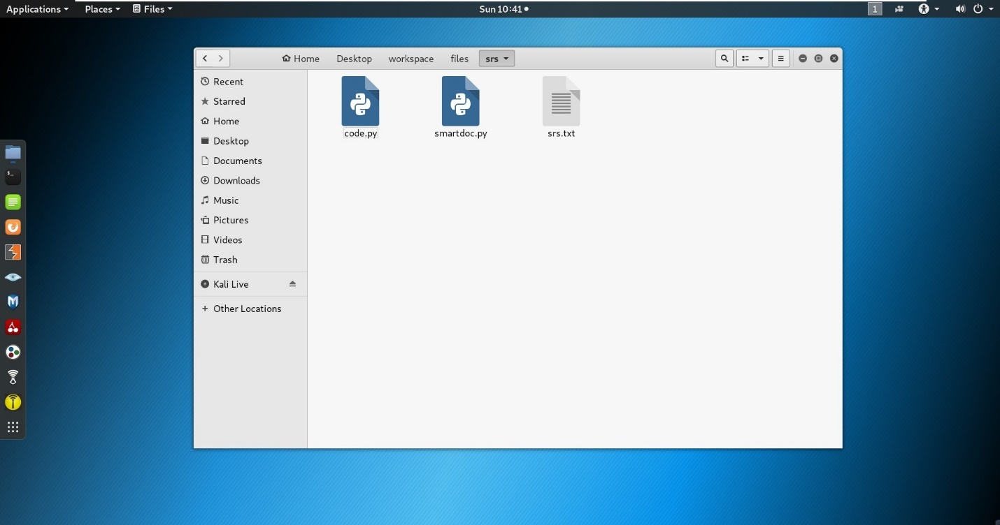 Applications Places Files Sun 10:41 1
Home Desktop workspace files srs
Recent
Starred
Home
Desktop
Documents
Downloads
Music
Pictures
Videos
Trash
Kali Live
+ Other Locations
code.py smartdoc.py srs.txt